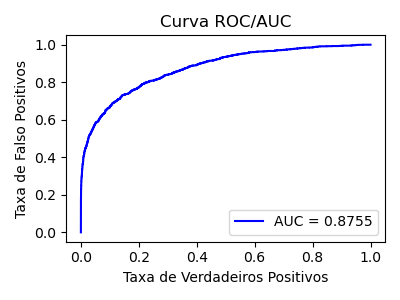 Curva ROC/AUC
Taxa de Falso Positivos
1.0
0.8
0.6
0.4
0.2
0.0
AUC = 0.8755
0.0 0.2 0.4 0.6 0.8 1.0
Taxa de Verdadeiros Positivos